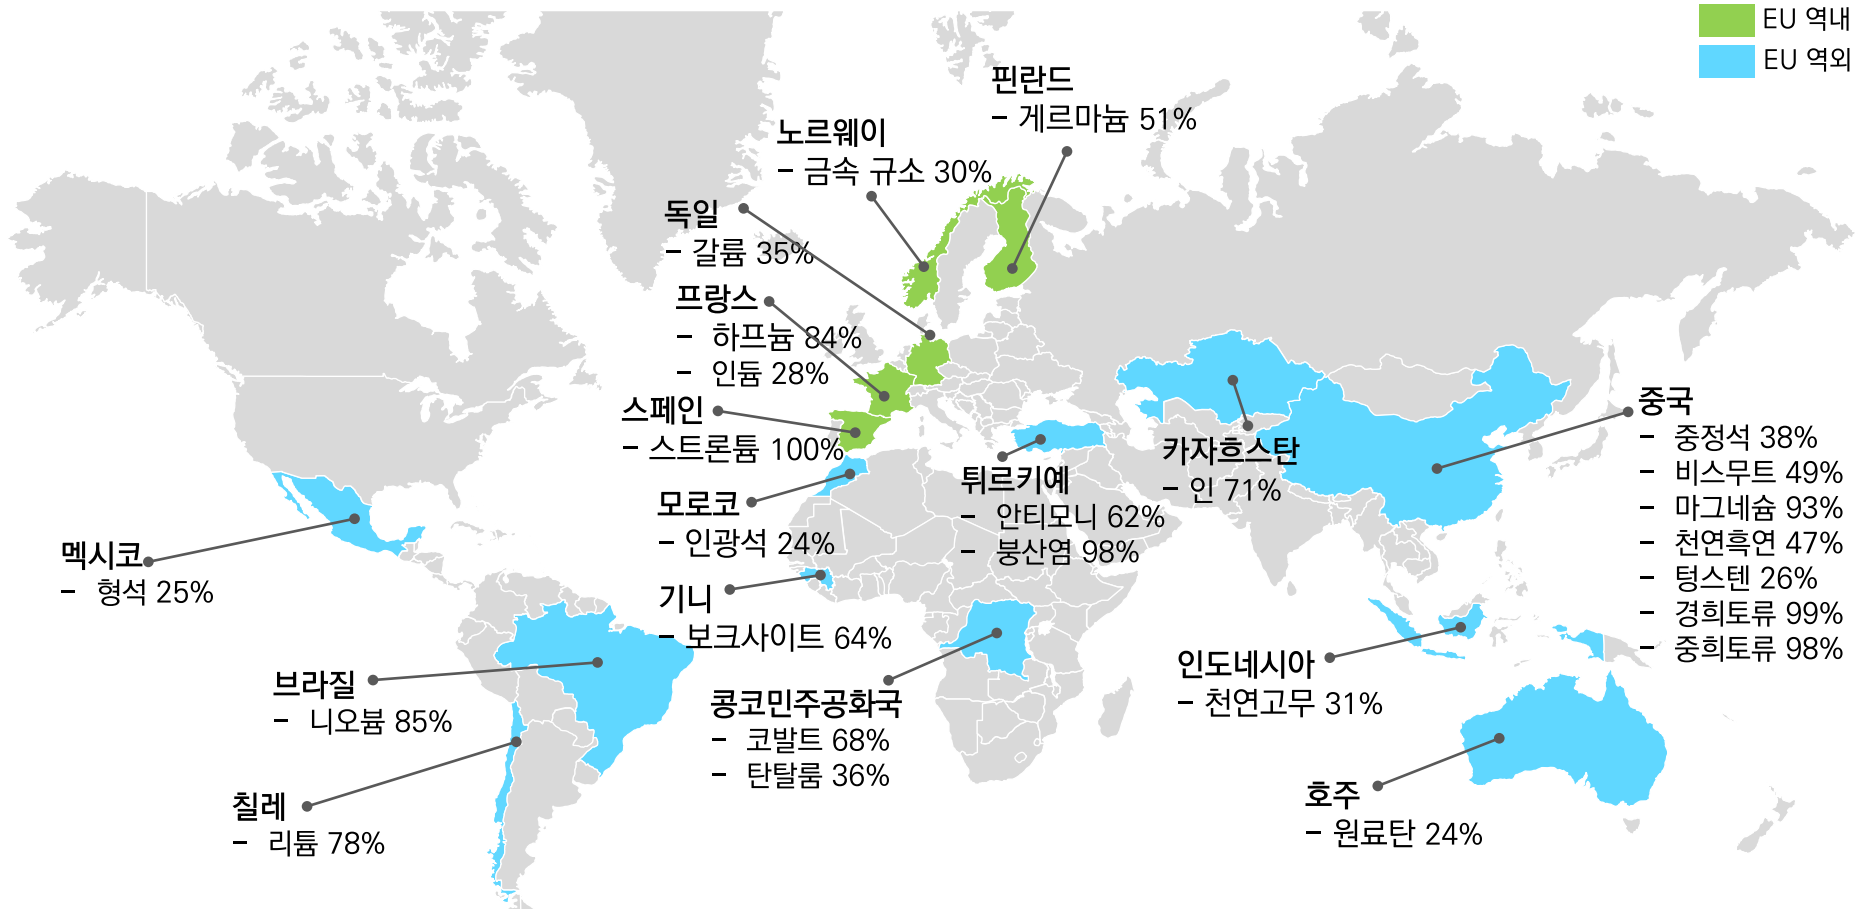 EU 역내
EU 역외
핀란드
– 게르마늄 51%
노르웨이
– 금속 규소 30%
독일
– 갈륨 35%
프랑스
– 하프늄 84%
– 인듐 28%
스페인
– 스트론튬 100%
모로코
– 인광석 24%
기니
– 보크사이트 64%
콩코민주공화국
– 코발트 68%
– 탄탈룸 36%
멕시코
– 형석 25%
브라질
– 니오븀 85%
칠레
– 리튬 78%
튀르키예
– 안티모니 62%
– 붕산염 98%
카자흐스탄
– 인 71%
중국
– 중정석 38%
– 비스무트 49%
– 마그네슘 93%
– 천연흑연 47%
– 텅스텐 26%
– 경희토류 99%
– 중희토류 98%
인도네시아
– 천연고무 31%
호주
– 원료탄 24%